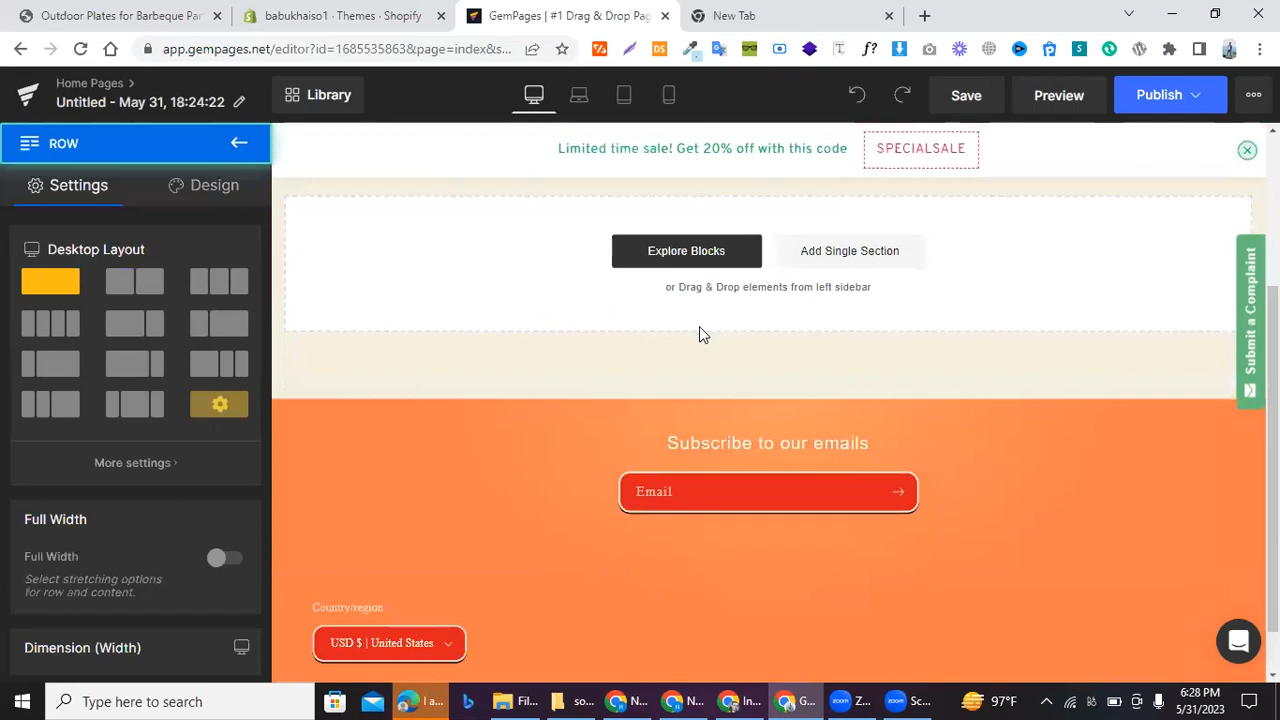 Outdoor Plates for Barbeque Par
babukhaiso1 - Themes - Shopify
GemPages | #1 Drag & Drop Pag
New Tab
app.gempages.net/editor?id=1685535863&page=index&s...
Home Pages >
Untitled - May 31, 18:24:22
Library
Save
Preview
Publish
ROW
Settings
Design
Limited time sale! Get 20% off with this code
SPECIALSALE
Desktop Layout
Explore Blocks
Add Single Section
or Drag & Drop elements from left sidebar
Submit a Complaint
More settings ›
Full Width
Full Width
Select stretching options
for row and content.
Dimension (Width)
Subscribe to our emails
Email
Country/region
USD $ | United States
Type here to search
I a...
Fil...
so...
N...
N...
In...
G...
Z...
Sc...
97°F
6:28 PM
5/31/2023